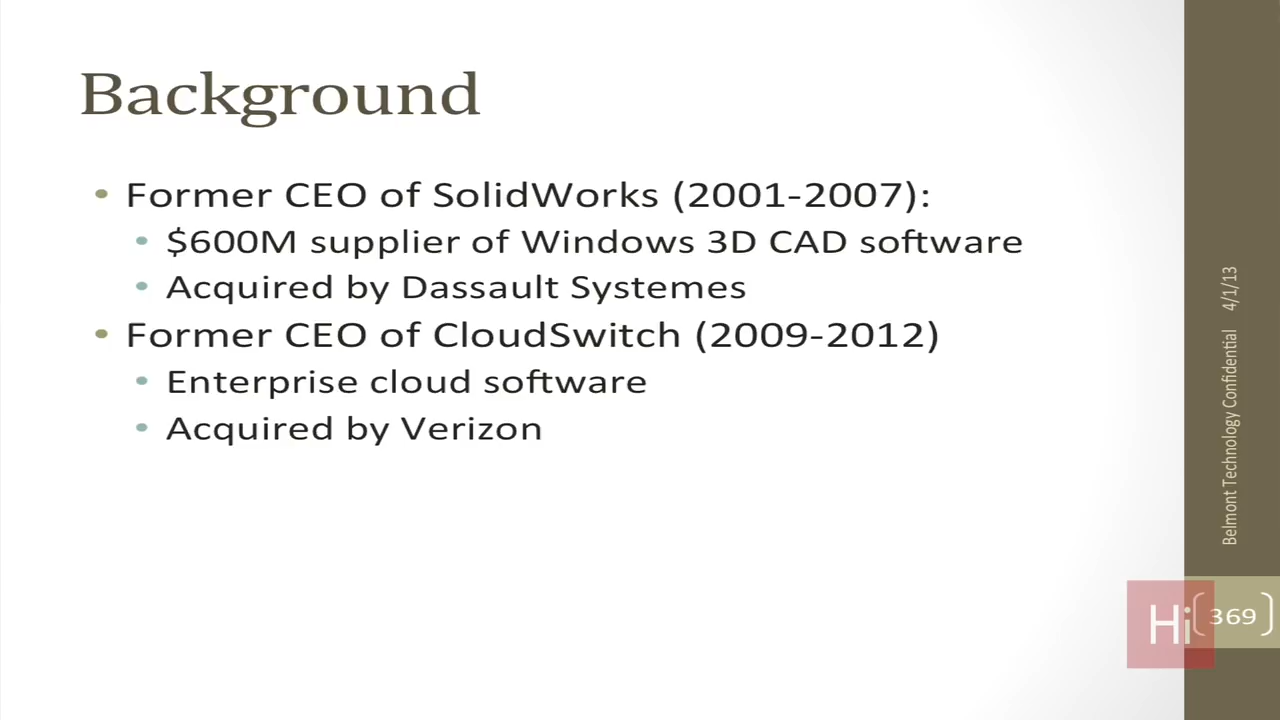 Background
• Former CEO of SolidWorks (2001-2007):
• $600M supplier of Windows 3D CAD software
• Acquired by Dassault Systemes
• Former CEO of CloudSwitch (2009-2012)
• Enterprise cloud software
• Acquired by Verizon
Belmont Technology Confidential 4/1/13
Hi
369